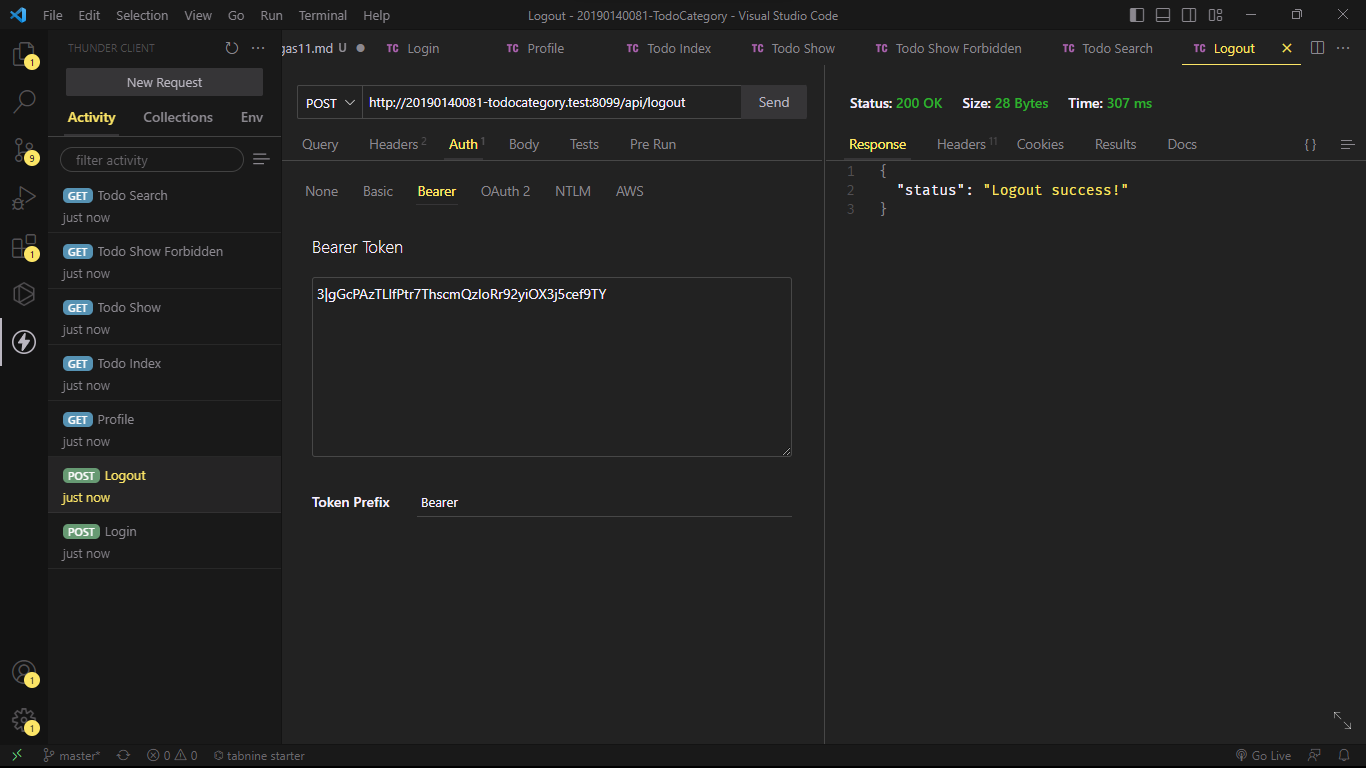 File Edit Selection View Go Run Terminal Help Logout - 20190140081-TodoCategory - Visual Studio Code
THUNDER CLIENT
gas11.md U
TC Login
TC Profile
TC Todo Index
TC Todo Show
TC Todo Show Forbidden
TC Todo Search
TC Logout
New Request
Activity Collections Env
filter activity
GET Todo Search
just now
GET Todo Show Forbidden
just now
GET Todo Show
just now
GET Todo Index
just now
GET Profile
just now
POST Logout
just now
POST Login
just now
POST http://20190140081-todocategory.test:8099/api/logout Send
Query Headers 2 Auth 1 Body Tests Pre Run
None Basic Bearer OAuth 2 NTLM AWS
Bearer Token
3|gGcPAzTLlfPtr7ThscmQzIoRr92yiOX3j5cef9TY
Token Prefix Bearer
Status: 200 OK Size: 28 Bytes Time: 307 ms
Response Headers 11 Cookies Results Docs { }
1 {
2 "status": "Logout success!"
3 }
1
9
1
1
1
master* 0 0 tabnine starter Go Live